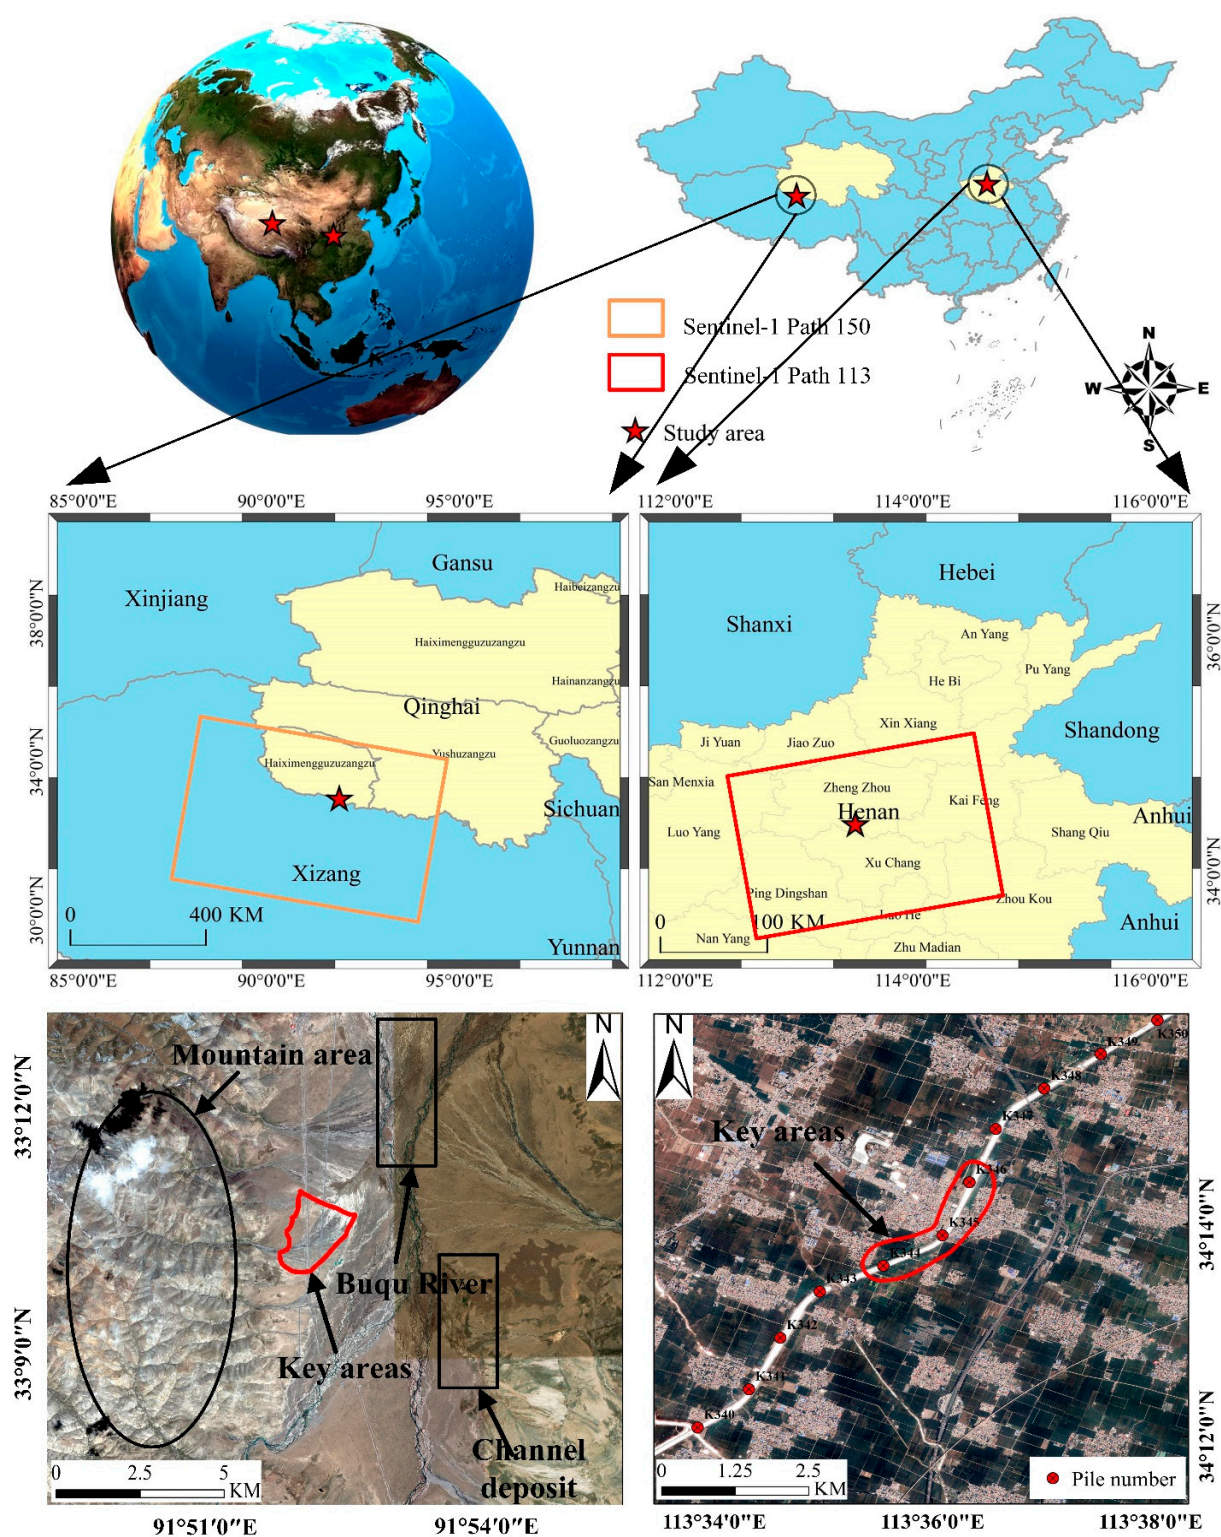 Sentinel-1 Path 150
Sentinel-1 Path 113
Study area
N
W
E
S
85°0'0"E
90°0'0"E
95°0'0"E
38°0'0"N
34°0'0"N
30°0'0"N
Gansu
Xinjiang
Haibeizangzu
Haiximengguzuzangzu
Hainanzangzu
Qinghai
Guoluozangzu
Yushuzangzu
Haiximengguzuzangzu
Sichuan
Xizang
0
400 KM
Yunnan
85°0'0"E
90°0'0"E
95°0'0"E
112°0'0"E
114°0'0"E
116°0'0"E
36°0'0"N
34°0'0"N
Hebei
Shanxi
An Yang
Pu Yang
He Bi
Xin Xiang
Shandong
Ji Yuan
Jiao Zuo
San Menxia
Zheng Zhou
Kai Feng
Henan
Anhui
Luo Yang
Shang Qiu
Xu Chang
Ping Dingshan
Zhou Kou
Luo He
0
100 KM
Anhui
Nan Yang
Zhu Madian
112°0'0"E
114°0'0"E
116°0'0"E
33°12'0"N
33°9'0"N
Mountain area
N
Buqu River
Key areas
Channel
deposit
0
2.5
5
KM
91°51'0"E
91°54'0"E
N
K350
K349
K348
K347
Key areas
K346
K345
K344
K343
K342
K341
K340
34°14'0"N
34°12'0"N
0
1.25
2.5
KM
Pile number
113°34'0"E
113°36'0"E
113°38'0"E